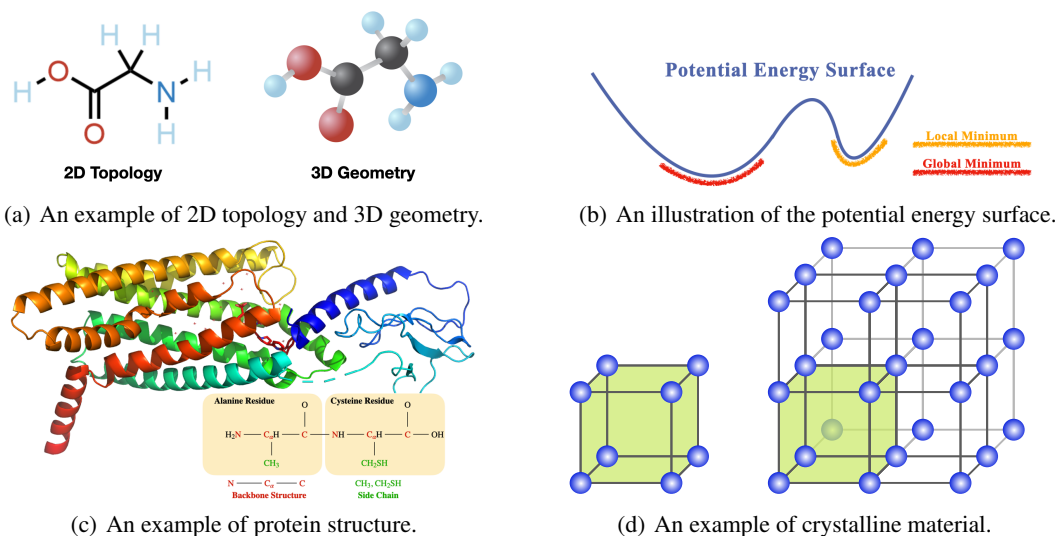 H H
H O N H
O H
2D Topology
3D Geometry
(a) An example of 2D topology and 3D geometry.
Potential Energy Surface
Local Minimum
Global Minimum
(b) An illustration of the potential energy surface.
Alanine Residue
Cysteine Residue
O O
H₂N CαH C NH CαH C OH
CH₃ CH₂SH
N Cα C
Backbone Structure
CH₃, CH₂SH
Side Chain
(c) An example of protein structure.
(d) An example of crystalline material.